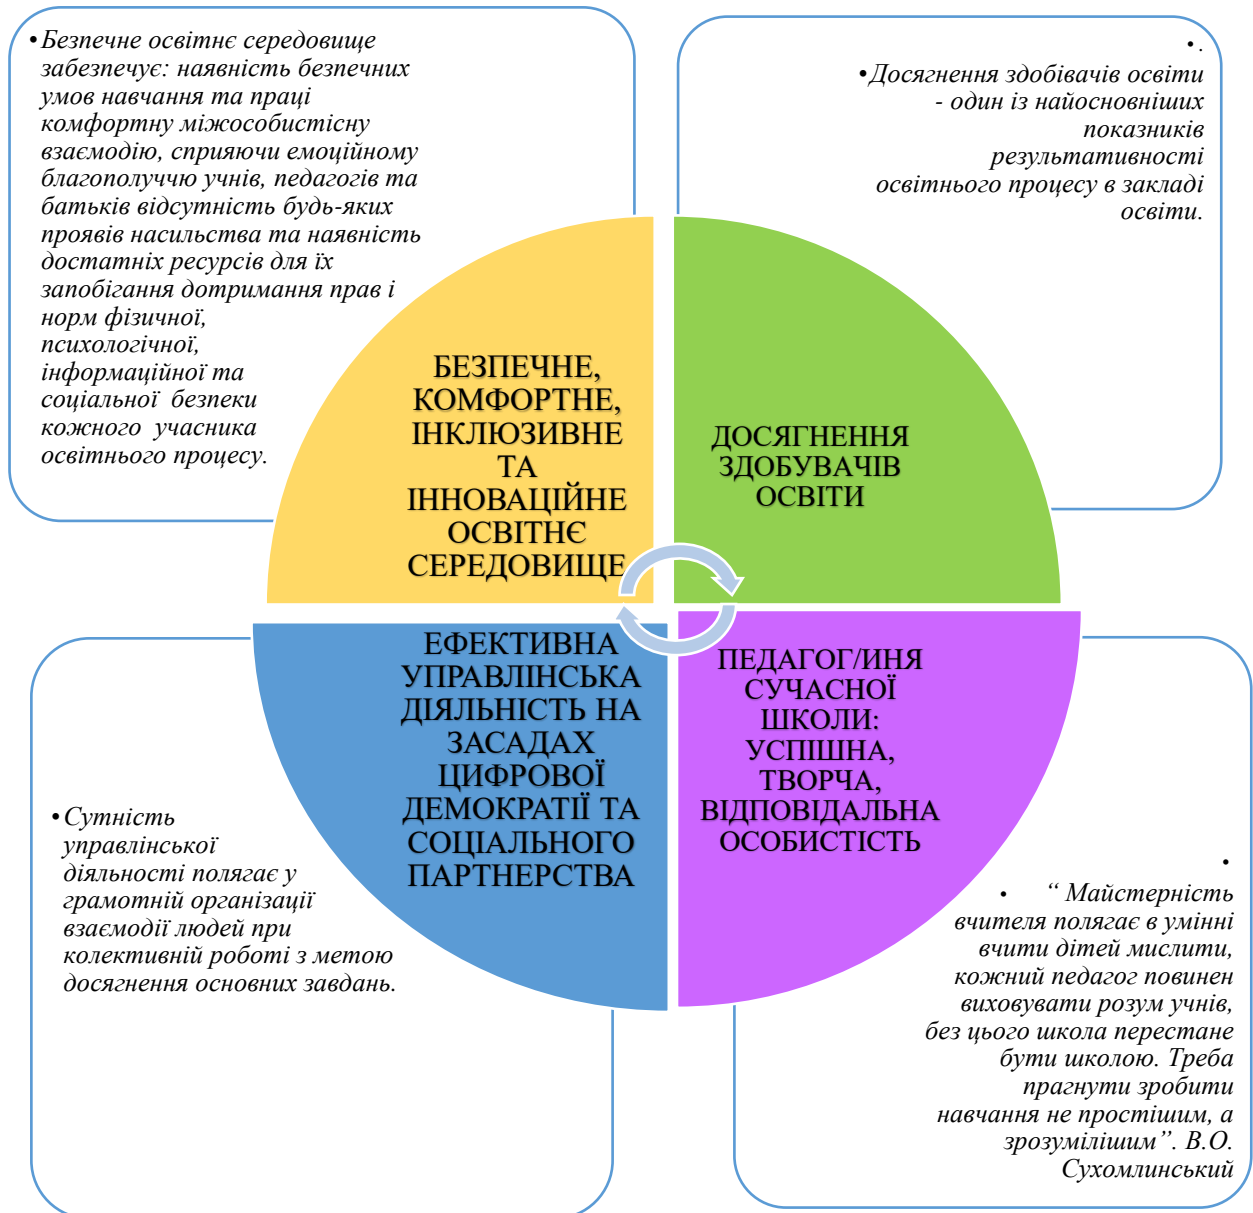 •Безпечне освітнє середовище
забезпечує: наявність безпечних
умов навчання та праці
комфортну міжособистісну
взаємодію, сприяючи емоційному
благополуччю учнів, педагогів та
батьків відсутність будь-яких
проявів насильства та наявність
достатніх ресурсів для їх
запобігання дотримання прав і
норм фізичної,
психологічної,
інформаційної та
соціальної безпеки
кожного учасника
освітнього процесу.
•.
•Досягнення здобівачів освіти
- один із найосновніших
показників
результативності
освітнього процесу в закладі
освіти.
БЕЗПЕЧНЕ,
КОМФОРТНЕ,
ІНКЛЮЗИВНЕ
ТА
ІННОВАЦІЙНЕ
ОСВІТНЄ
СЕРЕДОВИЩЕ
ДОСЯГНЕННЯ
ЗДОБУВАЧІВ
ОСВІТИ
ЕФЕКТИВНА
УПРАВЛІНСЬКА
ДІЯЛЬНІСТЬ НА
ЗАСАДАХ
ЦИФРОВОЇ
ДЕМОКРАТІЇ ТА
СОЦІАЛЬНОГО
ПАРТНЕРСТВА
ПЕДАГОГ/ИНЯ
СУЧАСНОЇ
ШКОЛИ:
УСПІШНА,
ТВОРЧА,
ВІДПОВІДАЛЬНА
ОСОБИСТІСТЬ
•Сутність
управлінської
діяльності полягає у
грамотній організації
взаємодії людей при
колективній роботі з метою
досягнення основних завдань.
•
• “ Майстерність
вчителя полягає в умінні
вчити дітей мислити,
кожний педагог повинен
виховувати розум учнів,
без цього школа перестане
бути школою. Треба
прагнути зробити
навчання не простішим, а
зрозумілішим”. В.О.
Сухомлинський